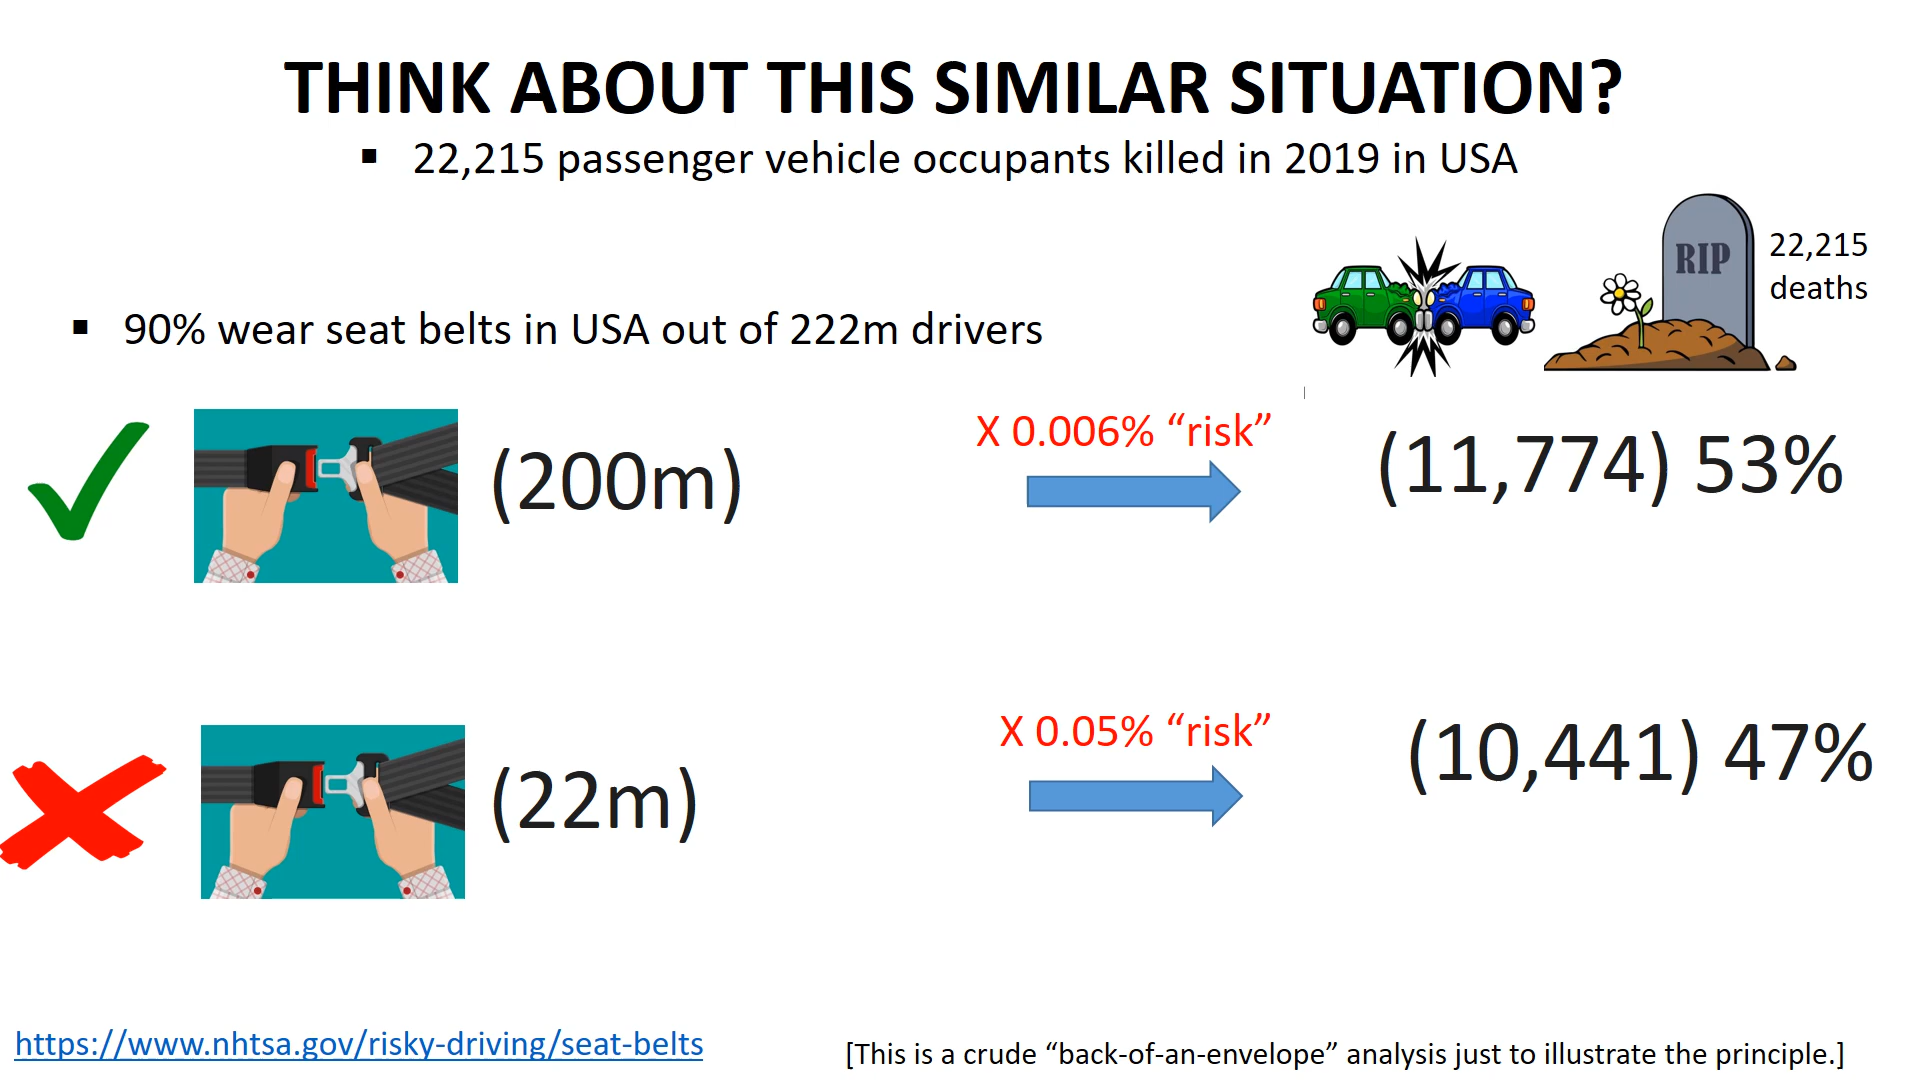 THINK ABOUT THIS SIMILAR SITUATION?
▪ 22,215 passenger vehicle occupants killed in 2019 in USA
RIP
22,215
deaths
▪ 90% wear seat belts in USA out of 222m drivers
(200m)
X 0.006% “risk”
(11,774) 53%
(22m)
X 0.05% “risk”
(10,441) 47%
https://www.nhtsa.gov/risky-driving/seat-belts
[This is a crude “back-of-an-envelope” analysis just to illustrate the principle.]